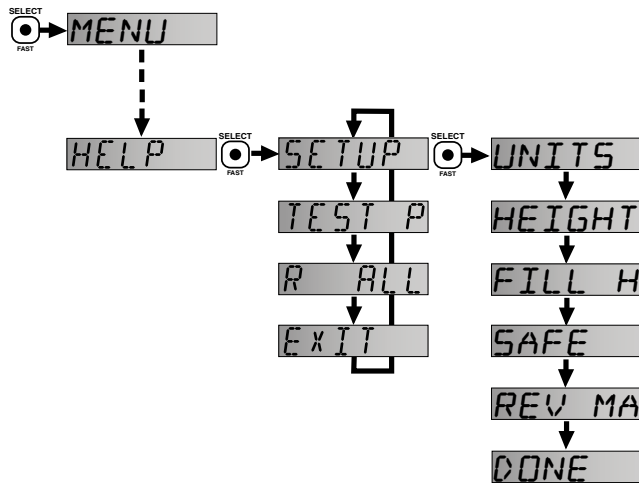 SELECT
FAST
MENU
HELP
SELECT
FAST
SETUP
SELECT
FAST
UNITS
TEST P
HEIGHT
R ALL
FILL H
EXIT
SAFE
REV MA
DONE